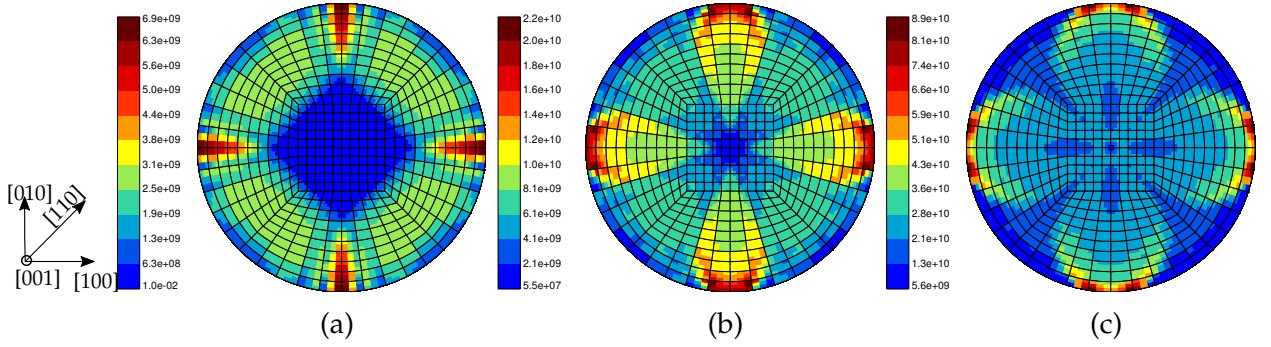 6.9e+09
6.3e+09
5.6e+09
5.0e+09
4.4e+09
3.8e+09
3.1e+09
2.5e+09
1.9e+09
1.3e+09
6.3e+08
1.0e-02
2.2e+10
2.0e+10
1.8e+10
1.6e+10
1.4e+10
1.2e+10
1.0e+10
8.1e+09
6.1e+09
4.1e+09
2.1e+09
5.5e+07
8.9e+10
8.1e+10
7.4e+10
6.6e+10
5.9e+10
5.1e+10
4.3e+10
3.6e+10
2.8e+10
2.1e+10
1.3e+10
5.6e+09
[010]
[110]
[001]
[100]
(a)
(b)
(c)